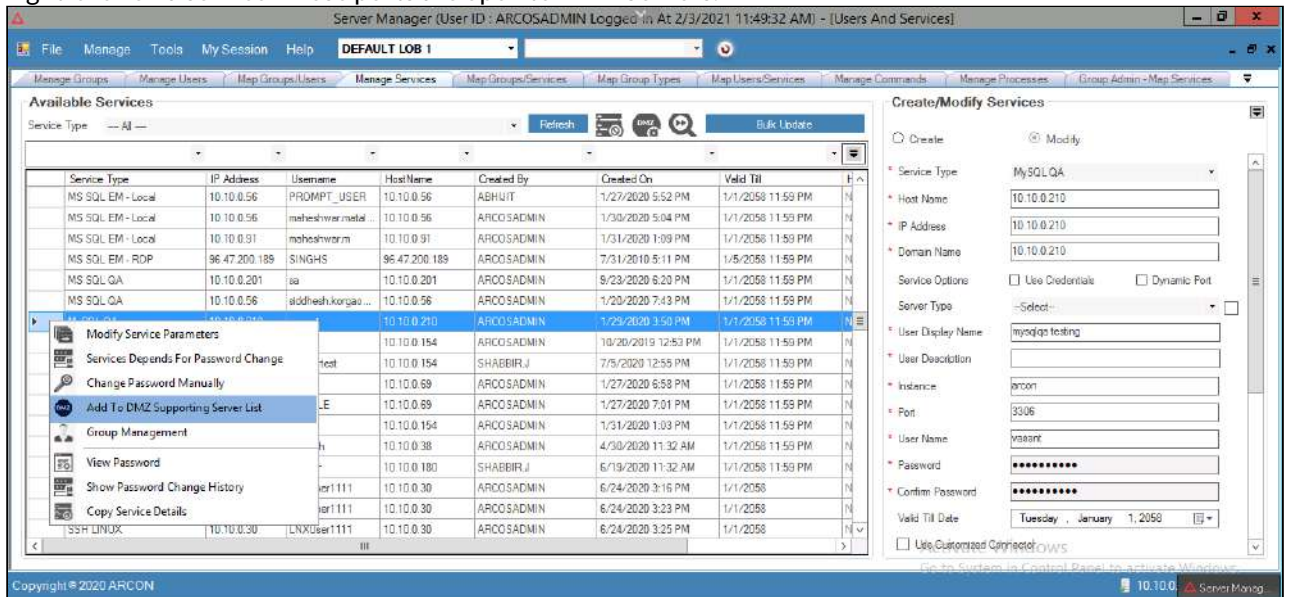 Server Manager (User ID : ARCOSADMIN Logged In At 2/3/2021 11:49:32 AM) - [Users And Services]
File Manage Tools My Session Help DEFAULT LOB 1
Manage Groups Manage Users Map Groups/Users Manage Services Map Groups/Services Map Group Types Map Users/Services Manage Commands Manage Processes Group Admin - Map Services
Available Services
Service Type --- All --- Refresh DMZ Bulk Update
Service Type IP Address Username HostName Created By Created On Valid Till
MS SQL EM - Local 10.10.0.56 PROMPT_USER 10.10.0.56 ABHIJIT 1/27/2020 5:52 PM 1/1/2058 11:59 PM
MS SQL EM - Local 10.10.0.56 maheshwar.matal... 10.10.0.56 ARCOSADMIN 1/30/2020 5:04 PM 1/1/2058 11:59 PM
MS SQL EM - Local 10.10.0.91 maheshwar.m 10.10.0.91 ARCOSADMIN 1/31/2020 1:09 PM 1/1/2058 11:59 PM
MS SQL EM - RDP 96.47.200.189 SINGHS 96.47.200.189 ARCOSADMIN 7/31/2010 5:11 PM 1/5/2058 11:59 PM
MS SQL QA 10.10.0.201 sa 10.10.0.201 ARCOSADMIN 9/23/2020 6:20 PM 1/1/2058 11:59 PM
MS SQL QA 10.10.0.56 siddhesh.korgao... 10.10.0.56 ARCOSADMIN 1/20/2020 7:43 PM 1/1/2058 11:59 PM
10.10.0.210 ARCOSADMIN 1/29/2020 3:50 PM 1/1/2058 11:59 PM
10.10.0.154 ARCOSADMIN 10/20/2019 12:53 PM 1/1/2058 11:59 PM
10.10.0.154 SHABBIR.J 7/5/2020 12:55 PM 1/1/2058 11:59 PM
10.10.0.69 ARCOSADMIN 1/27/2020 6:58 PM 1/1/2058 11:59 PM
10.10.0.69 ARCOSADMIN 1/27/2020 7:01 PM 1/1/2058 11:59 PM
10.10.0.154 ARCOSADMIN 1/31/2020 1:03 PM 1/1/2058 11:59 PM
10.10.0.38 ARCOSADMIN 4/30/2020 11:32 AM 1/1/2058 11:59 PM
10.10.0.180 SHABBIR.J 6/19/2020 11:32 AM 1/1/2058 11:59 PM
10.10.0.30 ARCOSADMIN 6/24/2020 3:16 PM 1/1/2058
10.10.0.30 ARCOSADMIN 6/24/2020 3:23 PM 1/1/2058
SSH LINUX 10.10.0.30 LNXUser1111 10.10.0.30 ARCOSADMIN 6/24/2020 3:25 PM 1/1/2058
Modify Service Parameters
Services Depends For Password Change
Change Password Manually
DMZ Add To DMZ Supporting Server List
Group Management
View Password
Show Password Change History
Copy Service Details
Create/Modify Services
Create Modify
* Service Type MySQL QA
* Host Name 10.10.0.210
* IP Address 10.10.0.210
* Domain Name 10.10.0.210
Service Options Use Credentials Dynamic Port
Server Type --Select--
* User Display Name mysqlqa testing
* User Description
* Instance arcon
* Port 3306
* User Name vasant
* Password ••••••••••
* Confirm Password ••••••••••
Valid Till Date Tuesday , January 1, 2058
Use Customized Connector
Activate Windows
Go to System in Control Panel to activate Windows.
Copyright © 2020 ARCON 10.10.0. Server Manag...